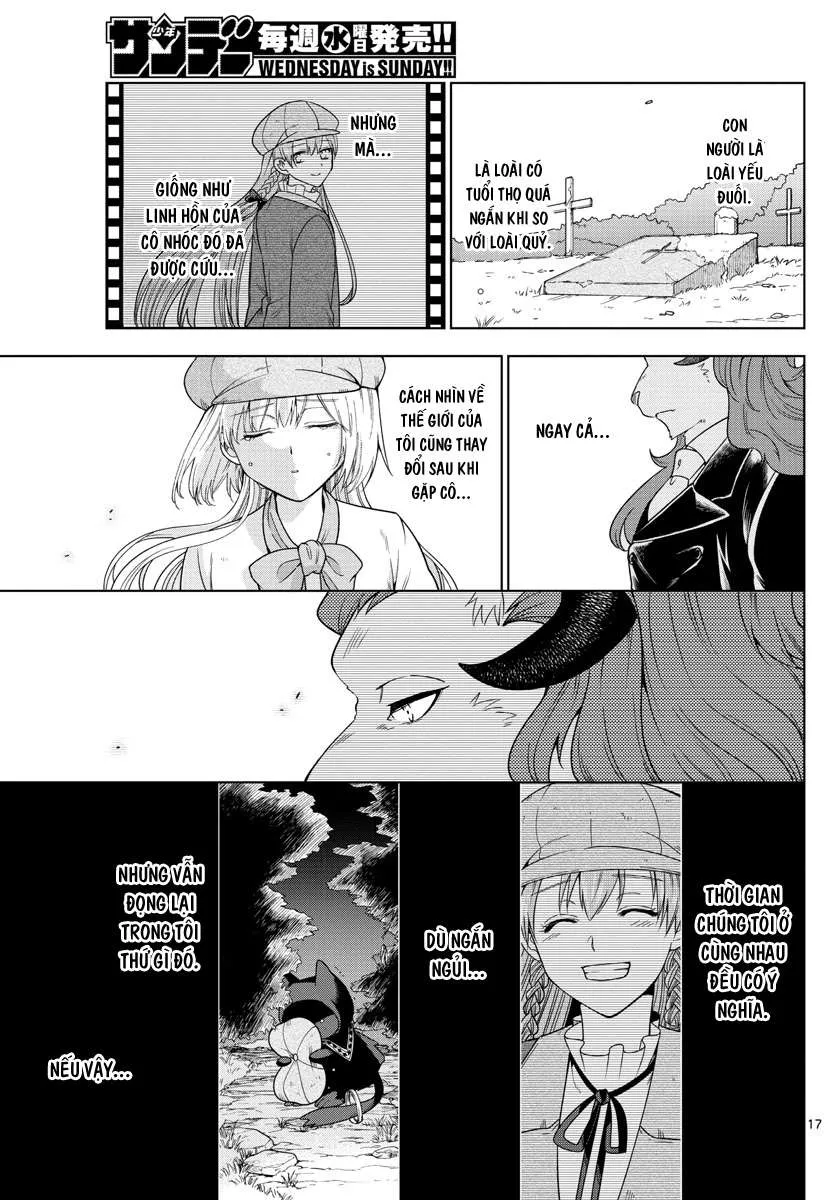 少年サンデー
毎週水曜日発売!!
WEDNESDAY is SUNDAY!!
CON
NGƯỜI LÀ
LOÀI YẾU
ĐUỐI.
LÀ LOÀI CÓ
TUỔI THỌ QUÁ
NGẮN KHI SO
VỚI LOÀI QUỶ.
NHƯNG
MÀ...
GIỐNG NHƯ
LINH HỒN CỦA
CÔ NHÓC ĐÓ ĐÃ
ĐƯỢC CỨU...
NGAY CẢ...
CÁCH NHÌN VỀ
THẾ GIỚI CỦA
TÔI CŨNG THAY
ĐỔI SAU KHI
GẶP CÔ...
THỜI GIAN
CHÚNG TÔI Ở
CÙNG NHAU
ĐỀU CÓ Ý
NGHĨA.
DÙ NGẮN
NGỦI...
NHƯNG VẪN
ĐỌNG LẠI
TRONG TÔI
THỨ GÌ ĐÓ.
NẾU VẬY...
17